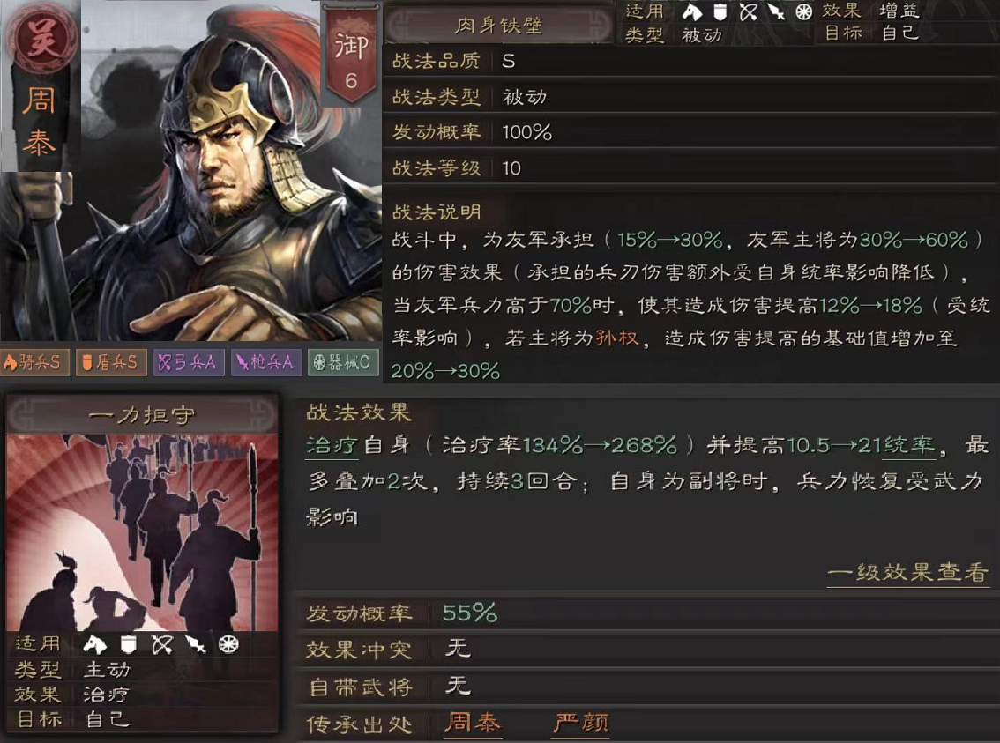 吴
周泰
御
6
骑兵S
盾兵S
弓兵A
枪兵A
器械C
肉身铁壁
适用
效果 增益
类型 被动
目标 自己
战法品质 S
战法类型 被动
发动概率 100%
战法等级 10
战法说明
战斗中，为友军承担（15%→30%，友军主将为30%→60%）
的伤害效果（承担的兵刃伤害额外受自身统率影响降低），
当友军兵力高于70%时，使其造成伤害提高12%→18%（受统
率影响），若主将为孙权，造成伤害提高的基础值增加至
20%→30%
一力拒守
适用
类型 主动
效果 治疗
目标 自己
战法效果
治疗自身（治疗率134%→268%）并提高10.5→21统率，最
多叠加2次，持续3回合；自身为副将时，兵力恢复受武力
影响
一级效果查看
发动概率 55%
效果冲突 无
自带武将 无
传承出处 周泰 严颜